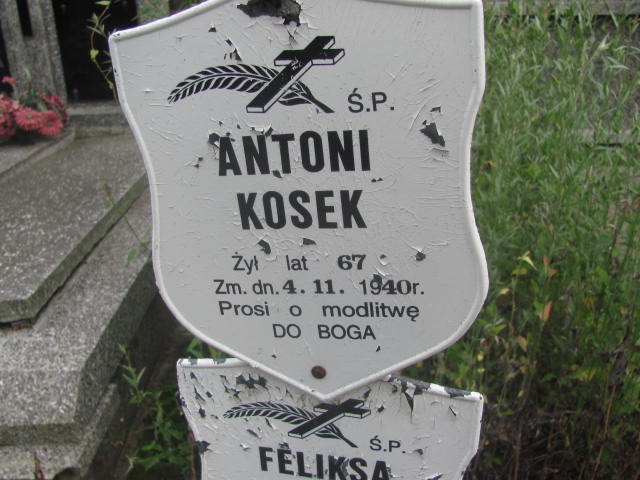 Ś.P.
ANTONI
KOSEK
Żył lat 67
Zm. dn. 4. 11. 1940r.
Prosi o modlitwę
DO BOGA
Ś.P.
FELIKSA